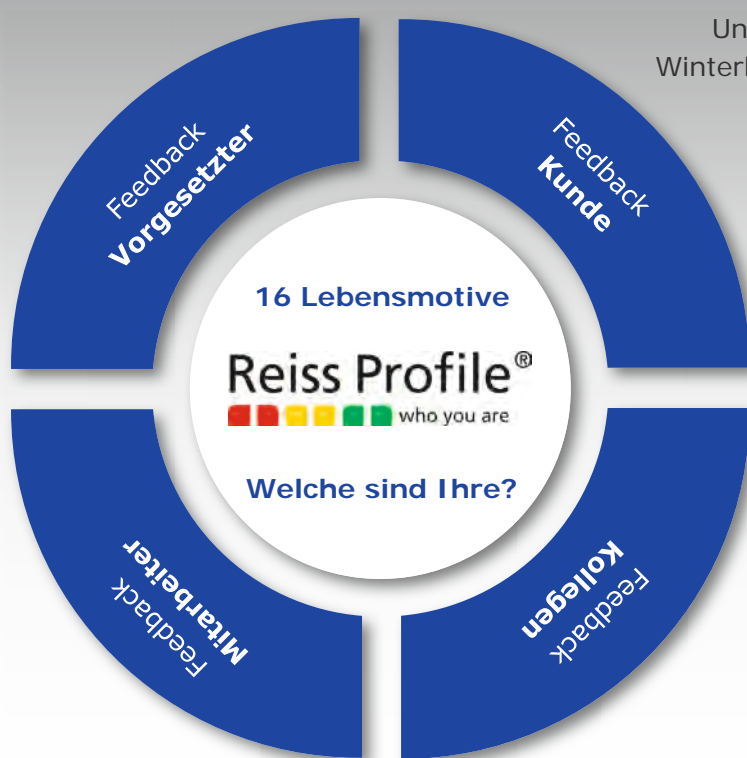 Feedback
Vorgesetzter
Feedback
Kunde
16 Lebensmotive
Reiss Profile®
who you are
Welche sind Ihre?
Feedback
Mitarbeiter
Feedback
Kollegen